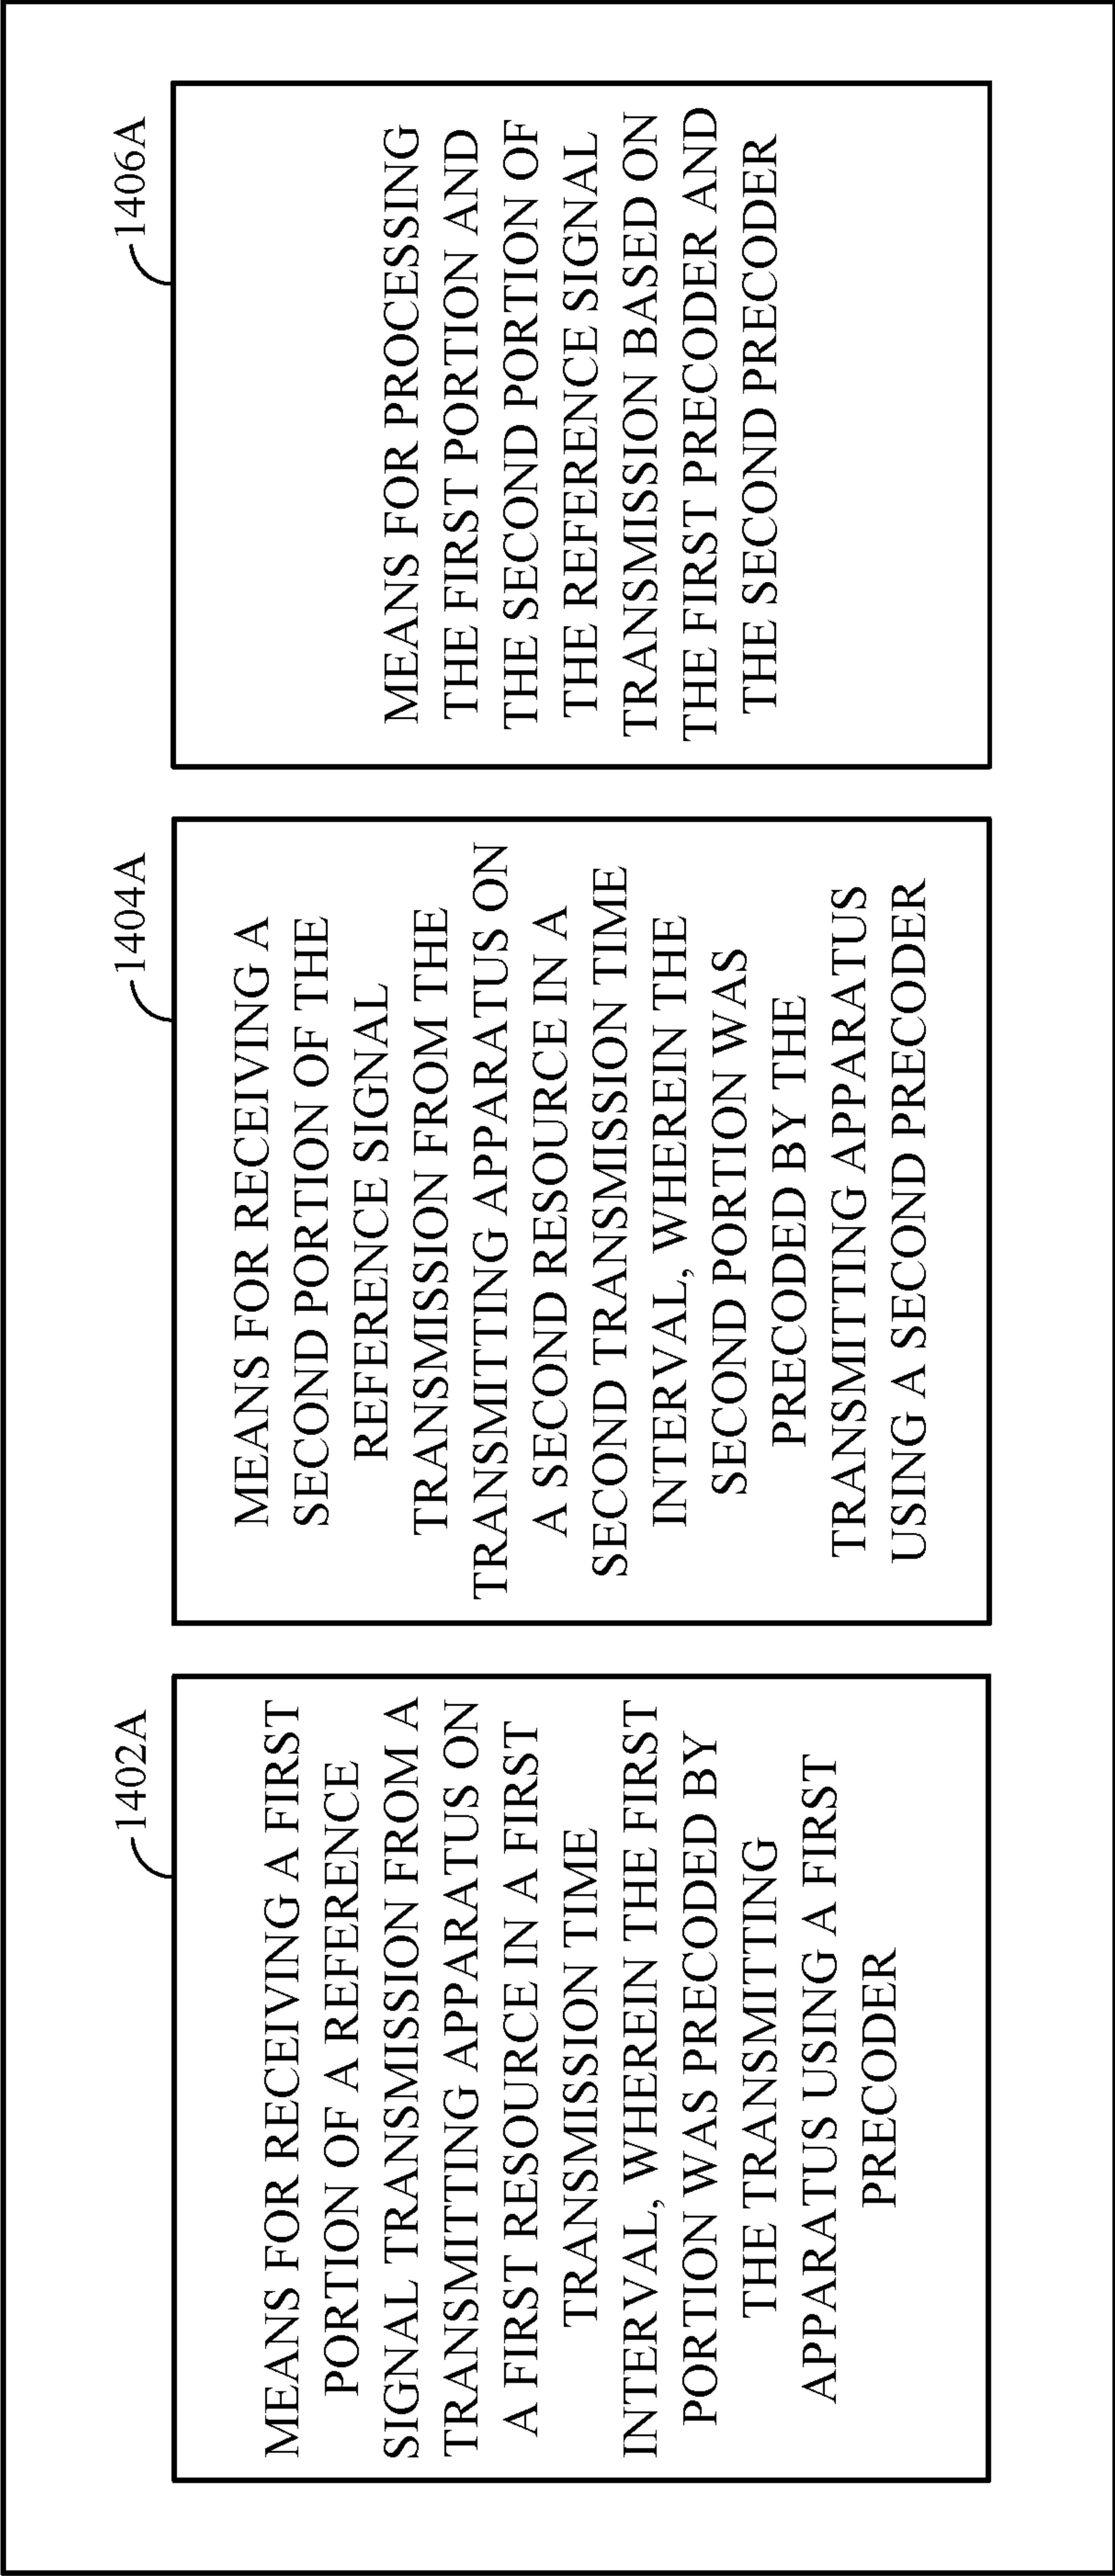 1402A
MEANS FOR RECEIVING A FIRST
PORTION OF A REFERENCE
SIGNAL TRANSMISSION FROM A
TRANSMITTING APPARATUS ON
A FIRST RESOURCE IN A FIRST
TRANSMISSION TIME
INTERVAL, WHEREIN THE FIRST
PORTION WAS PRECODED BY
THE TRANSMITTING
APPARATUS USING A FIRST
PRECODER
1404A
MEANS FOR RECEIVING A
SECOND PORTION OF THE
REFERENCE SIGNAL
TRANSMISSION FROM THE
TRANSMITTING APPARATUS ON
A SECOND RESOURCE IN A
SECOND TRANSMISSION TIME
INTERVAL, WHEREIN THE
SECOND PORTION WAS
PRECODED BY THE
TRANSMITTING APPARATUS
USING A SECOND PRECODER
1406A
MEANS FOR PROCESSING
THE FIRST PORTION AND
THE SECOND PORTION OF
THE REFERENCE SIGNAL
TRANSMISSION BASED ON
THE FIRST PRECODER AND
THE SECOND PRECODER